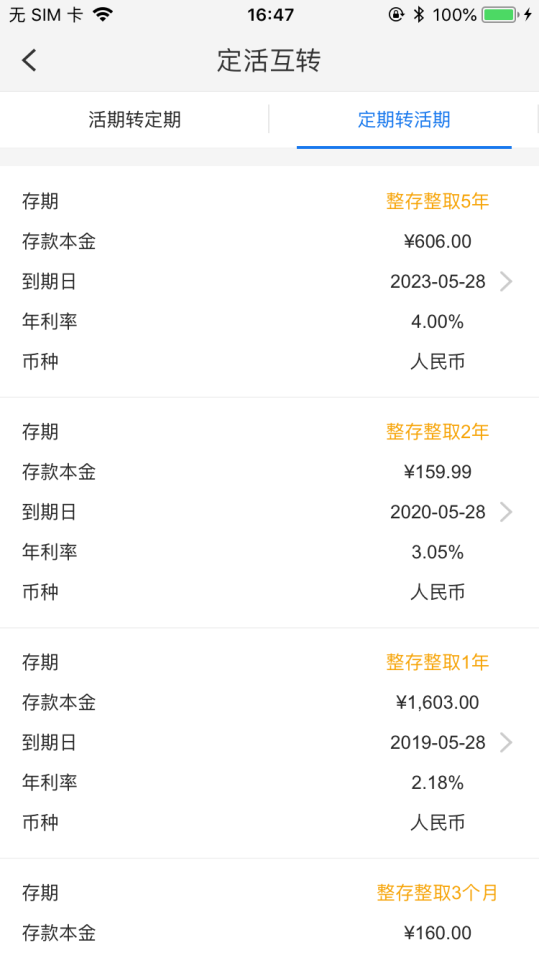 无 SIM 卡 16:47 100%
定活互转
活期转定期 定期转活期
存期 整存整取5年
存款本金 ¥606.00
到期日 2023-05-28
年利率 4.00%
币种 人民币
存期 整存整取2年
存款本金 ¥159.99
到期日 2020-05-28
年利率 3.05%
币种 人民币
存期 整存整取1年
存款本金 ¥1,603.00
到期日 2019-05-28
年利率 2.18%
币种 人民币
存期 整存整取3个月
存款本金 ¥160.00